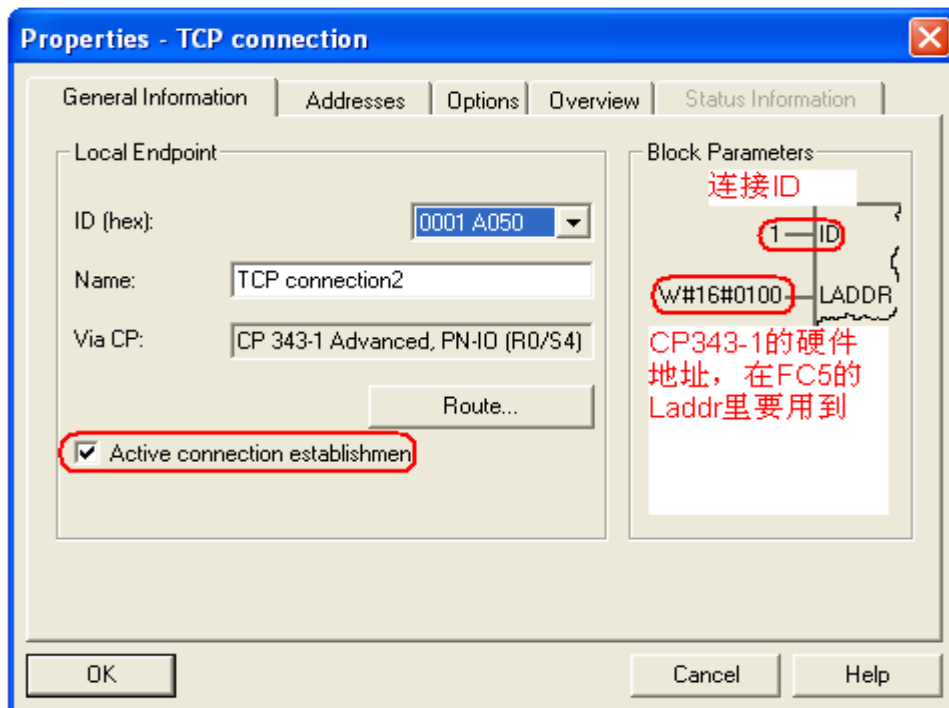 Properties - TCP connection
General Information
Addresses
Options
Overview
Status Information
Local Endpoint
ID (hex):
0001 A050
Name:
TCP connection2
Via CP:
CP 343-1 Advanced, PN-IO (R0/S4)
Route...
Active connection establishmen
Block Parameters
连接ID
1
ID
W#16#0100
LADDR
CP343-1的硬件
地址，在FC5的
Laddr里要用到
OK
Cancel
Help